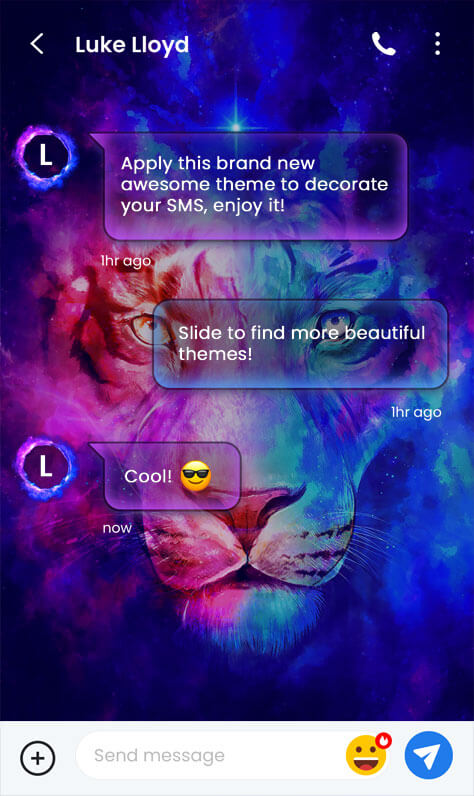 Luke Lloyd
L
Apply this brand new
awesome theme to decorate
your SMS, enjoy it!
1hr ago
Slide to find more beautiful
themes!
1hr ago
L
Cool! 😎
now
Send message